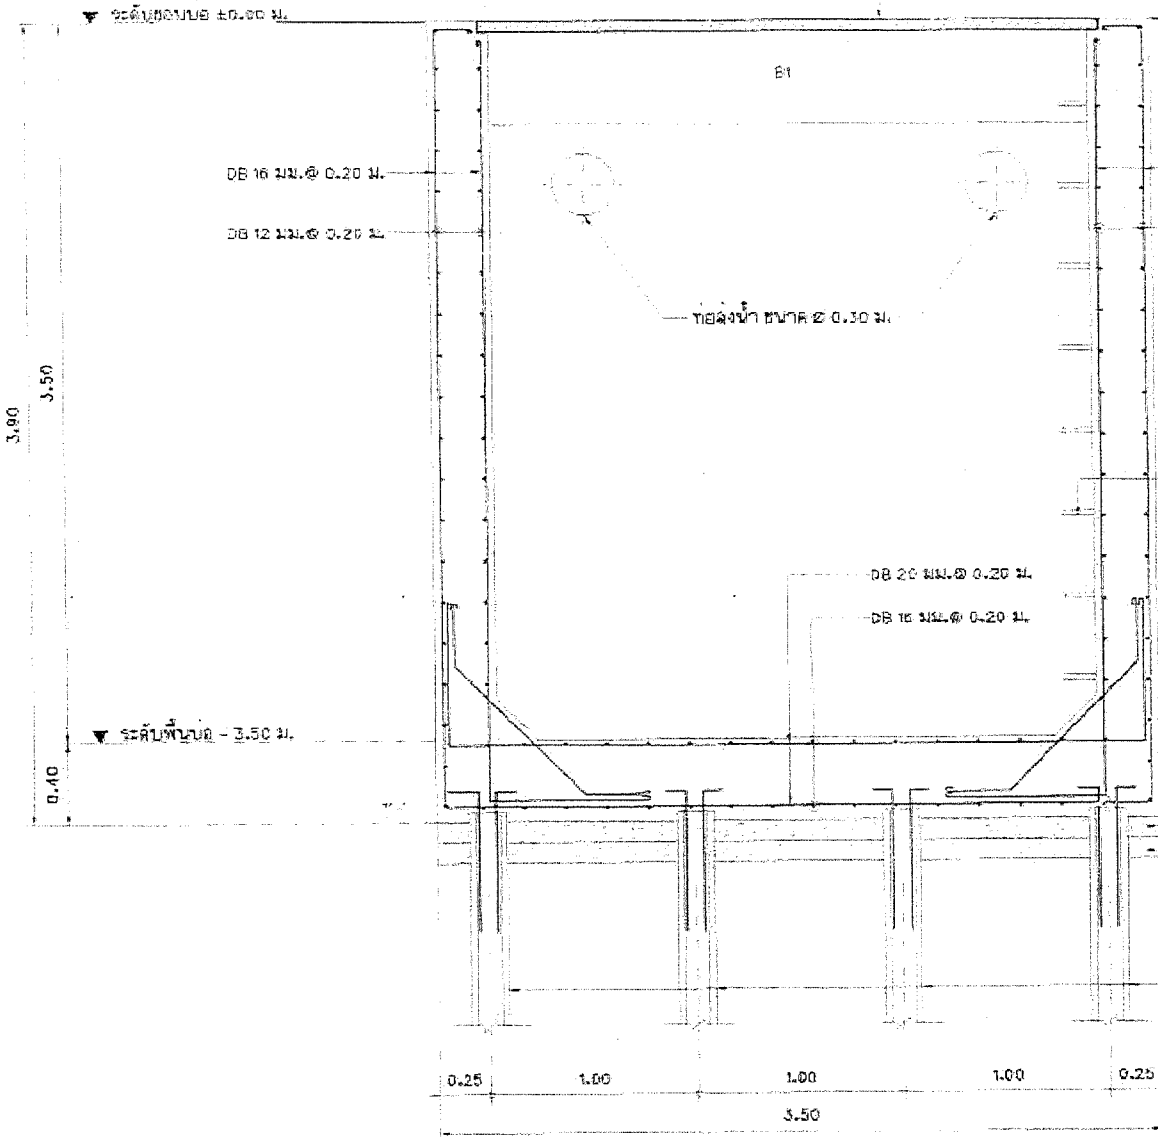 ระดับขอบบ่อ ±0.00 ม.
B1
DB 16 มม.@ 0.20 ม.
DB 12 มม.@ 0.20 ม.
ท่อส่งน้ำ ขนาด Ø 0.30 ม.
3.50
3.90
DB 20 มม.@ 0.20 ม.
DB 16 มม.@ 0.20 ม.
ระดับพื้นบ่อ - 3.50 ม.
0.40
0.25 1.00 1.00 1.00 0.25
3.50